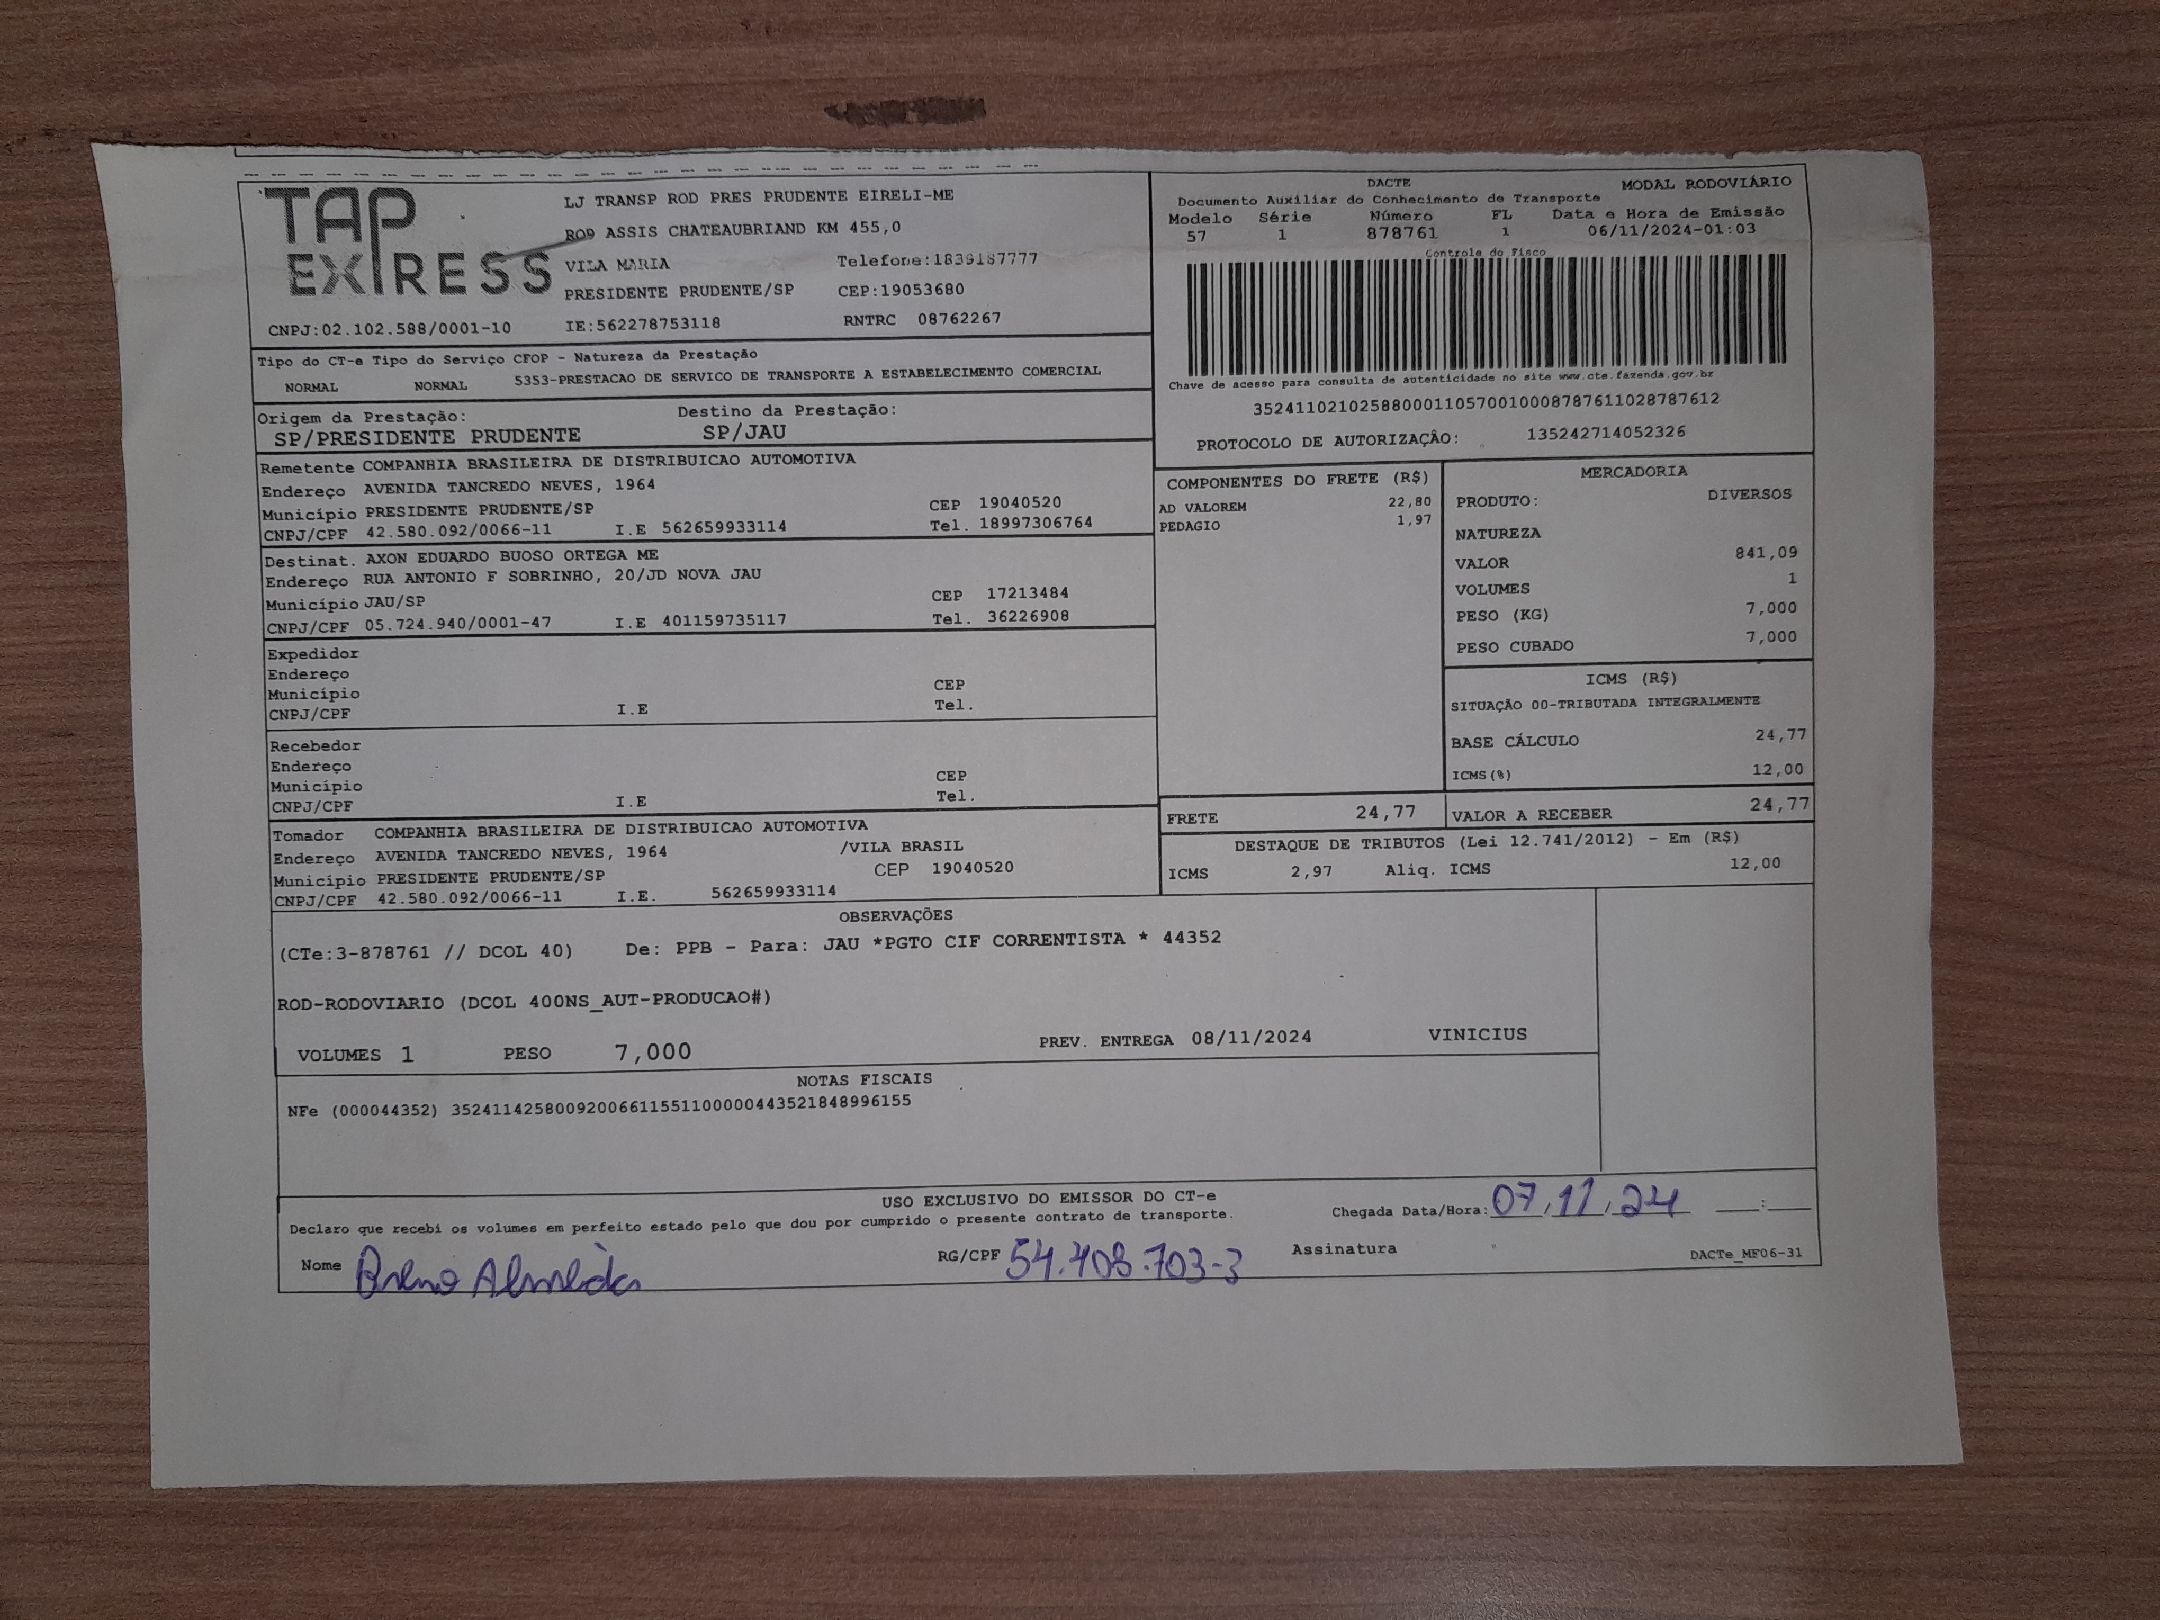 TAP
EXPRESS
LJ TRANSP ROD PRES PRUDENTE EIRELI-ME
ROD ASSIS CHATEAUBRIAND KM 455,0
VILA MARIA Telefone:1839187777
PRESIDENTE PRUDENTE/SP CEP:19053680
CNPJ:02.102.588/0001-10 IE:562278753118 RNTRC 08762267
DACTE MODAL RODOVIÁRIO
Documento Auxiliar do Conhecimento de Transporte
Modelo Série Número FL Data e Hora de Emissão
57 1 878761 1 06/11/2024-01:03
Controle do Fisco
Chave de acesso para consulta de autenticidade no site www.cte.fazenda.gov.br
35241102102588000110570010008787611028787612
PROTOCOLO DE AUTORIZAÇÃO: 135242714052326
Tipo do CT-e Tipo do Serviço CFOP - Natureza da Prestação
NORMAL NORMAL 5353-PRESTACAO DE SERVICO DE TRANSPORTE A ESTABELECIMENTO COMERCIAL
Origem da Prestação: Destino da Prestação:
SP/PRESIDENTE PRUDENTE SP/JAU
Remetente COMPANHIA BRASILEIRA DE DISTRIBUICAO AUTOMOTIVA
Endereço AVENIDA TANCREDO NEVES, 1964
Município PRESIDENTE PRUDENTE/SP CEP 19040520
CNPJ/CPF 42.580.092/0066-11 I.E 562659933114 Tel. 18997306764
Destinat. AXON EDUARDO BUOSO ORTEGA ME
Endereço RUA ANTONIO F SOBRINHO, 20/JD NOVA JAU
Município JAU/SP CEP 17213484
CNPJ/CPF 05.724.940/0001-47 I.E 401159735117 Tel. 36226908
Expedidor
Endereço
Município CEP
CNPJ/CPF I.E Tel.
Recebedor
Endereço
Município CEP
CNPJ/CPF I.E Tel.
Tomador COMPANHIA BRASILEIRA DE DISTRIBUICAO AUTOMOTIVA
Endereço AVENIDA TANCREDO NEVES, 1964 /VILA BRASIL
Município PRESIDENTE PRUDENTE/SP CEP 19040520
CNPJ/CPF 42.580.092/0066-11 I.E. 562659933114
COMPONENTES DO FRETE (R$)
AD VALOREM 22,80
PEDAGIO 1,97
MERCADORIA
PRODUTO: DIVERSOS
NATUREZA
VALOR 841,09
VOLUMES 1
PESO (KG) 7,000
PESO CUBADO 7,000
ICMS (R$)
SITUAÇÃO 00-TRIBUTADA INTEGRALMENTE
BASE CÁLCULO 24,77
ICMS(%) 12,00
FRETE 24,77 VALOR A RECEBER 24,77
DESTAQUE DE TRIBUTOS (Lei 12.741/2012) - Em (R$)
ICMS 2,97 Aliq. ICMS 12,00
OBSERVAÇÕES
(CTe:3-878761 // DCOL 40) De: PPB - Para: JAU *PGTO CIF CORRENTISTA * 44352
ROD-RODOVIARIO (DCOL 400NS_AUT-PRODUCAO#)
VOLUMES 1 PESO 7,000 PREV. ENTREGA 08/11/2024 VINICIUS
NOTAS FISCAIS
NFe (000044352) 35241142580092006611551100000443521848996155
USO EXCLUSIVO DO EMISSOR DO CT-e
Declaro que recebi os volumes em perfeito estado pelo que dou por cumprido o presente contrato de transporte. Chegada Data/Hora: 07/11/24 :
Nome Breno Almeida RG/CPF 54.408.703-3 Assinatura DACTe_MF06-31